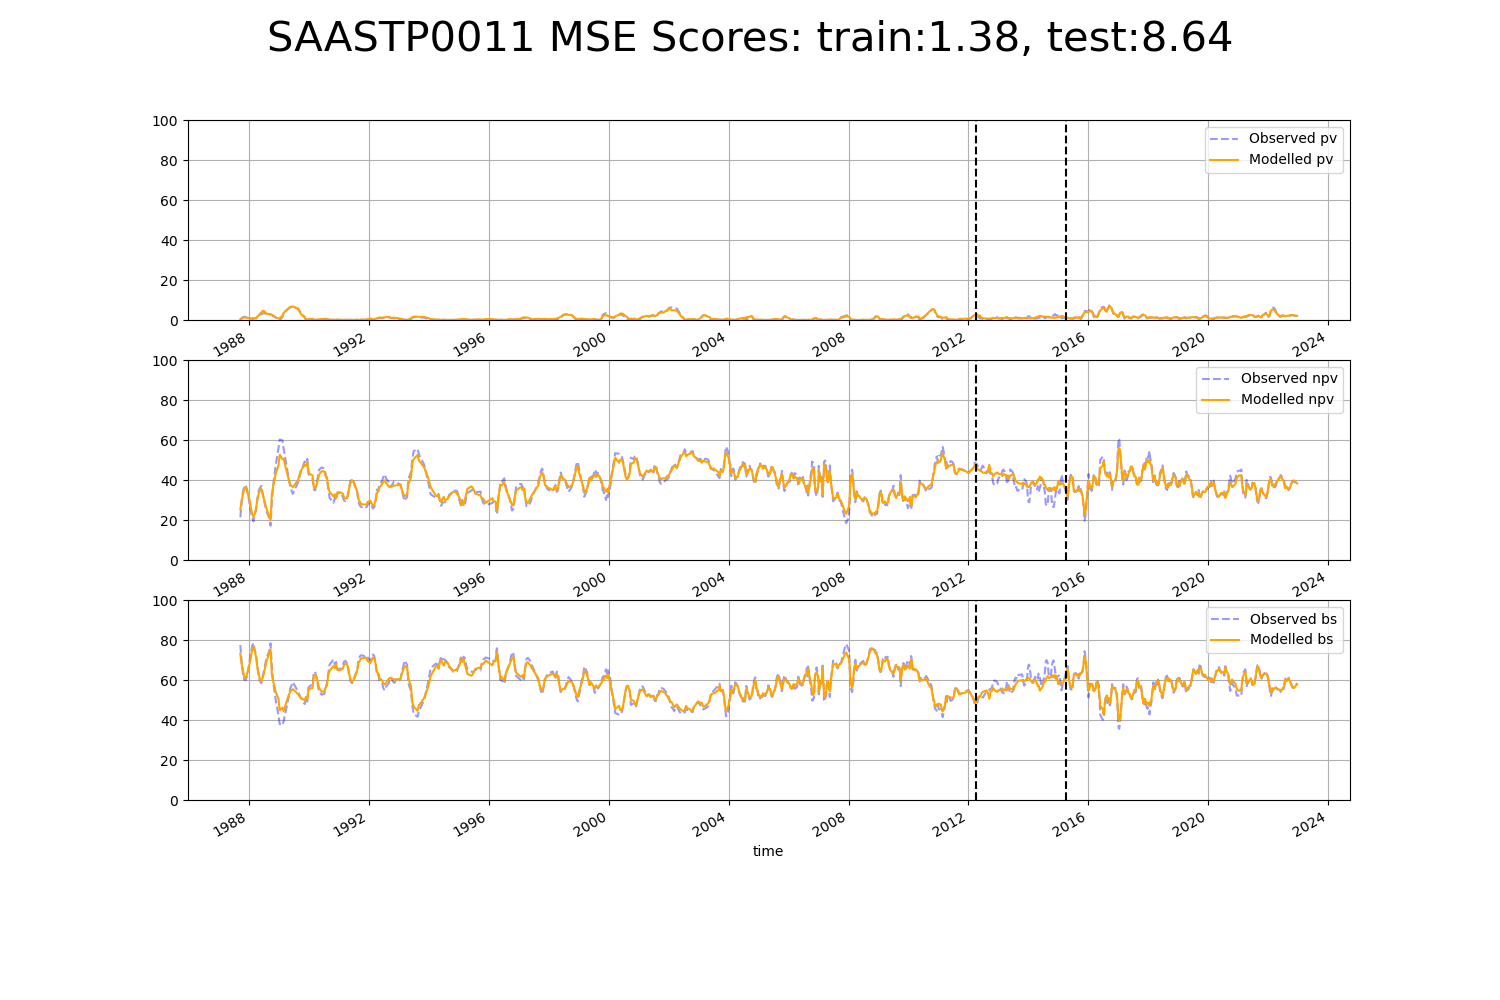 SAASTP0011 MSE Scores: train:1.38, test:8.64
100
80
60
40
20
0
Observed pv
Modelled pv
1988 1992 1996 2000 2004 2008 2012 2016 2020 2024
100
80
60
40
20
0
Observed npv
Modelled npv
1988 1992 1996 2000 2004 2008 2012 2016 2020 2024
100
80
60
40
20
0
Observed bs
Modelled bs
1988 1992 1996 2000 2004 2008 2012 2016 2020 2024
time